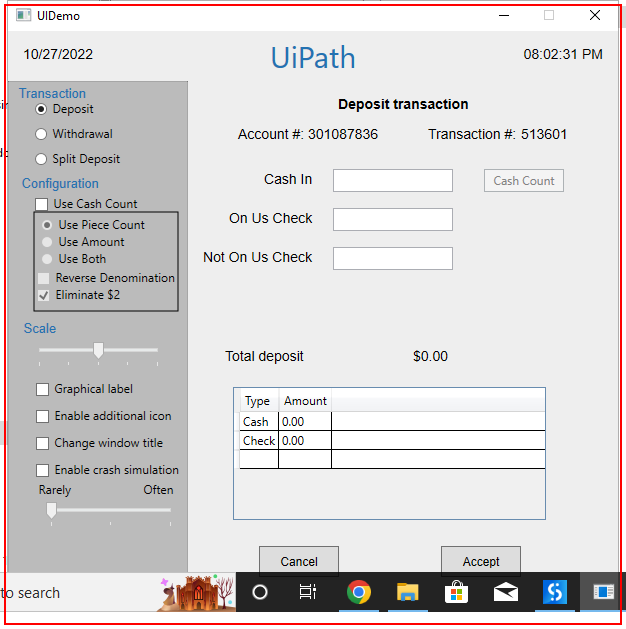 UIDemo
10/27/2022
UiPath
08:02:31 PM
Transaction
Deposit
Withdrawal
Split Deposit
Configuration
Use Cash Count
Use Piece Count
Use Amount
Use Both
Reverse Denomination
Eliminate $2
Scale
Graphical label
Enable additional icon
Change window title
Enable crash simulation
Rarely Often
Deposit transaction
Account #: 301087836 Transaction #: 513601
Cash In Cash Count
On Us Check
Not On Us Check
Total deposit $0.00
Type Amount
Cash 0.00
Check 0.00
Cancel Accept
to search